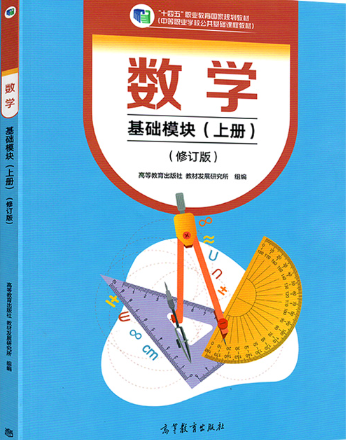 "十四五"职业教育国家规划教材
(中等职业学校公共基础课程教材)
数学
基础模块(上册)
(修订版)
高等教育出版社 教材发展研究所 组编
cm
高等教育出版社
数学
基础模块(上册)
(修订版)
高等教育出版社 教材发展研究所 组编